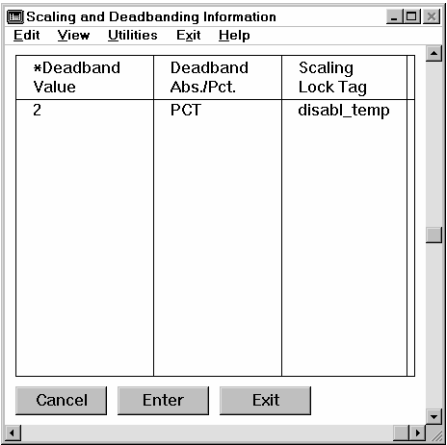 Scaling and Deadbanding Information
Edit View Utilities Exit Help
*Deadband Value Deadband Abs./Pct. Scaling Lock Tag
2 PCT disabl_temp
Cancel Enter Exit